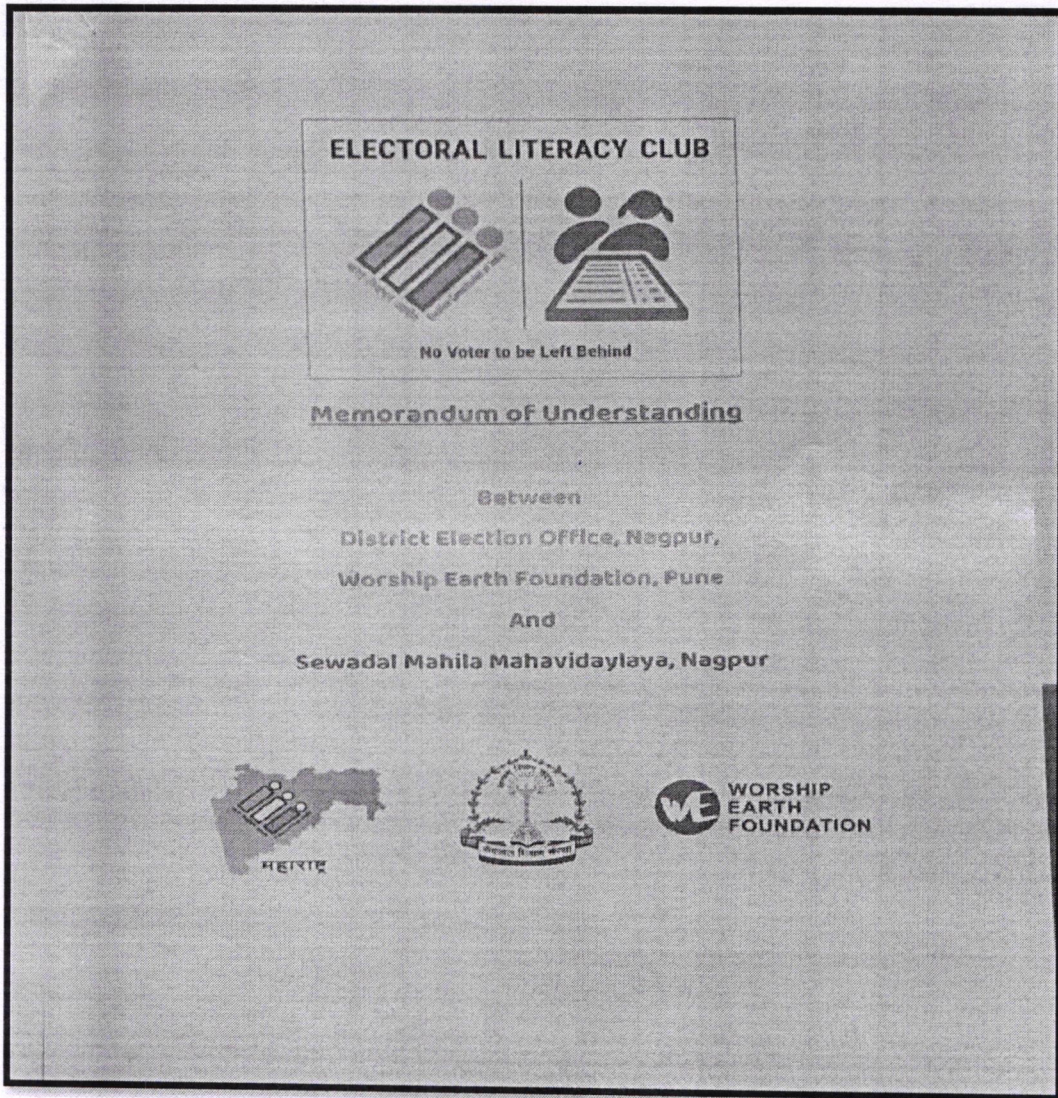 ELECTORAL LITERACY CLUB
No Voter to be Left Behind
Memorandum of Understanding
Between
District Election Office, Nagpur,
Worship Earth Foundation, Pune
And
Sewadal Mahila Mahavidaylaya, Nagpur
महाराष्ट्र
WE
WORSHIP
EARTH
FOUNDATION